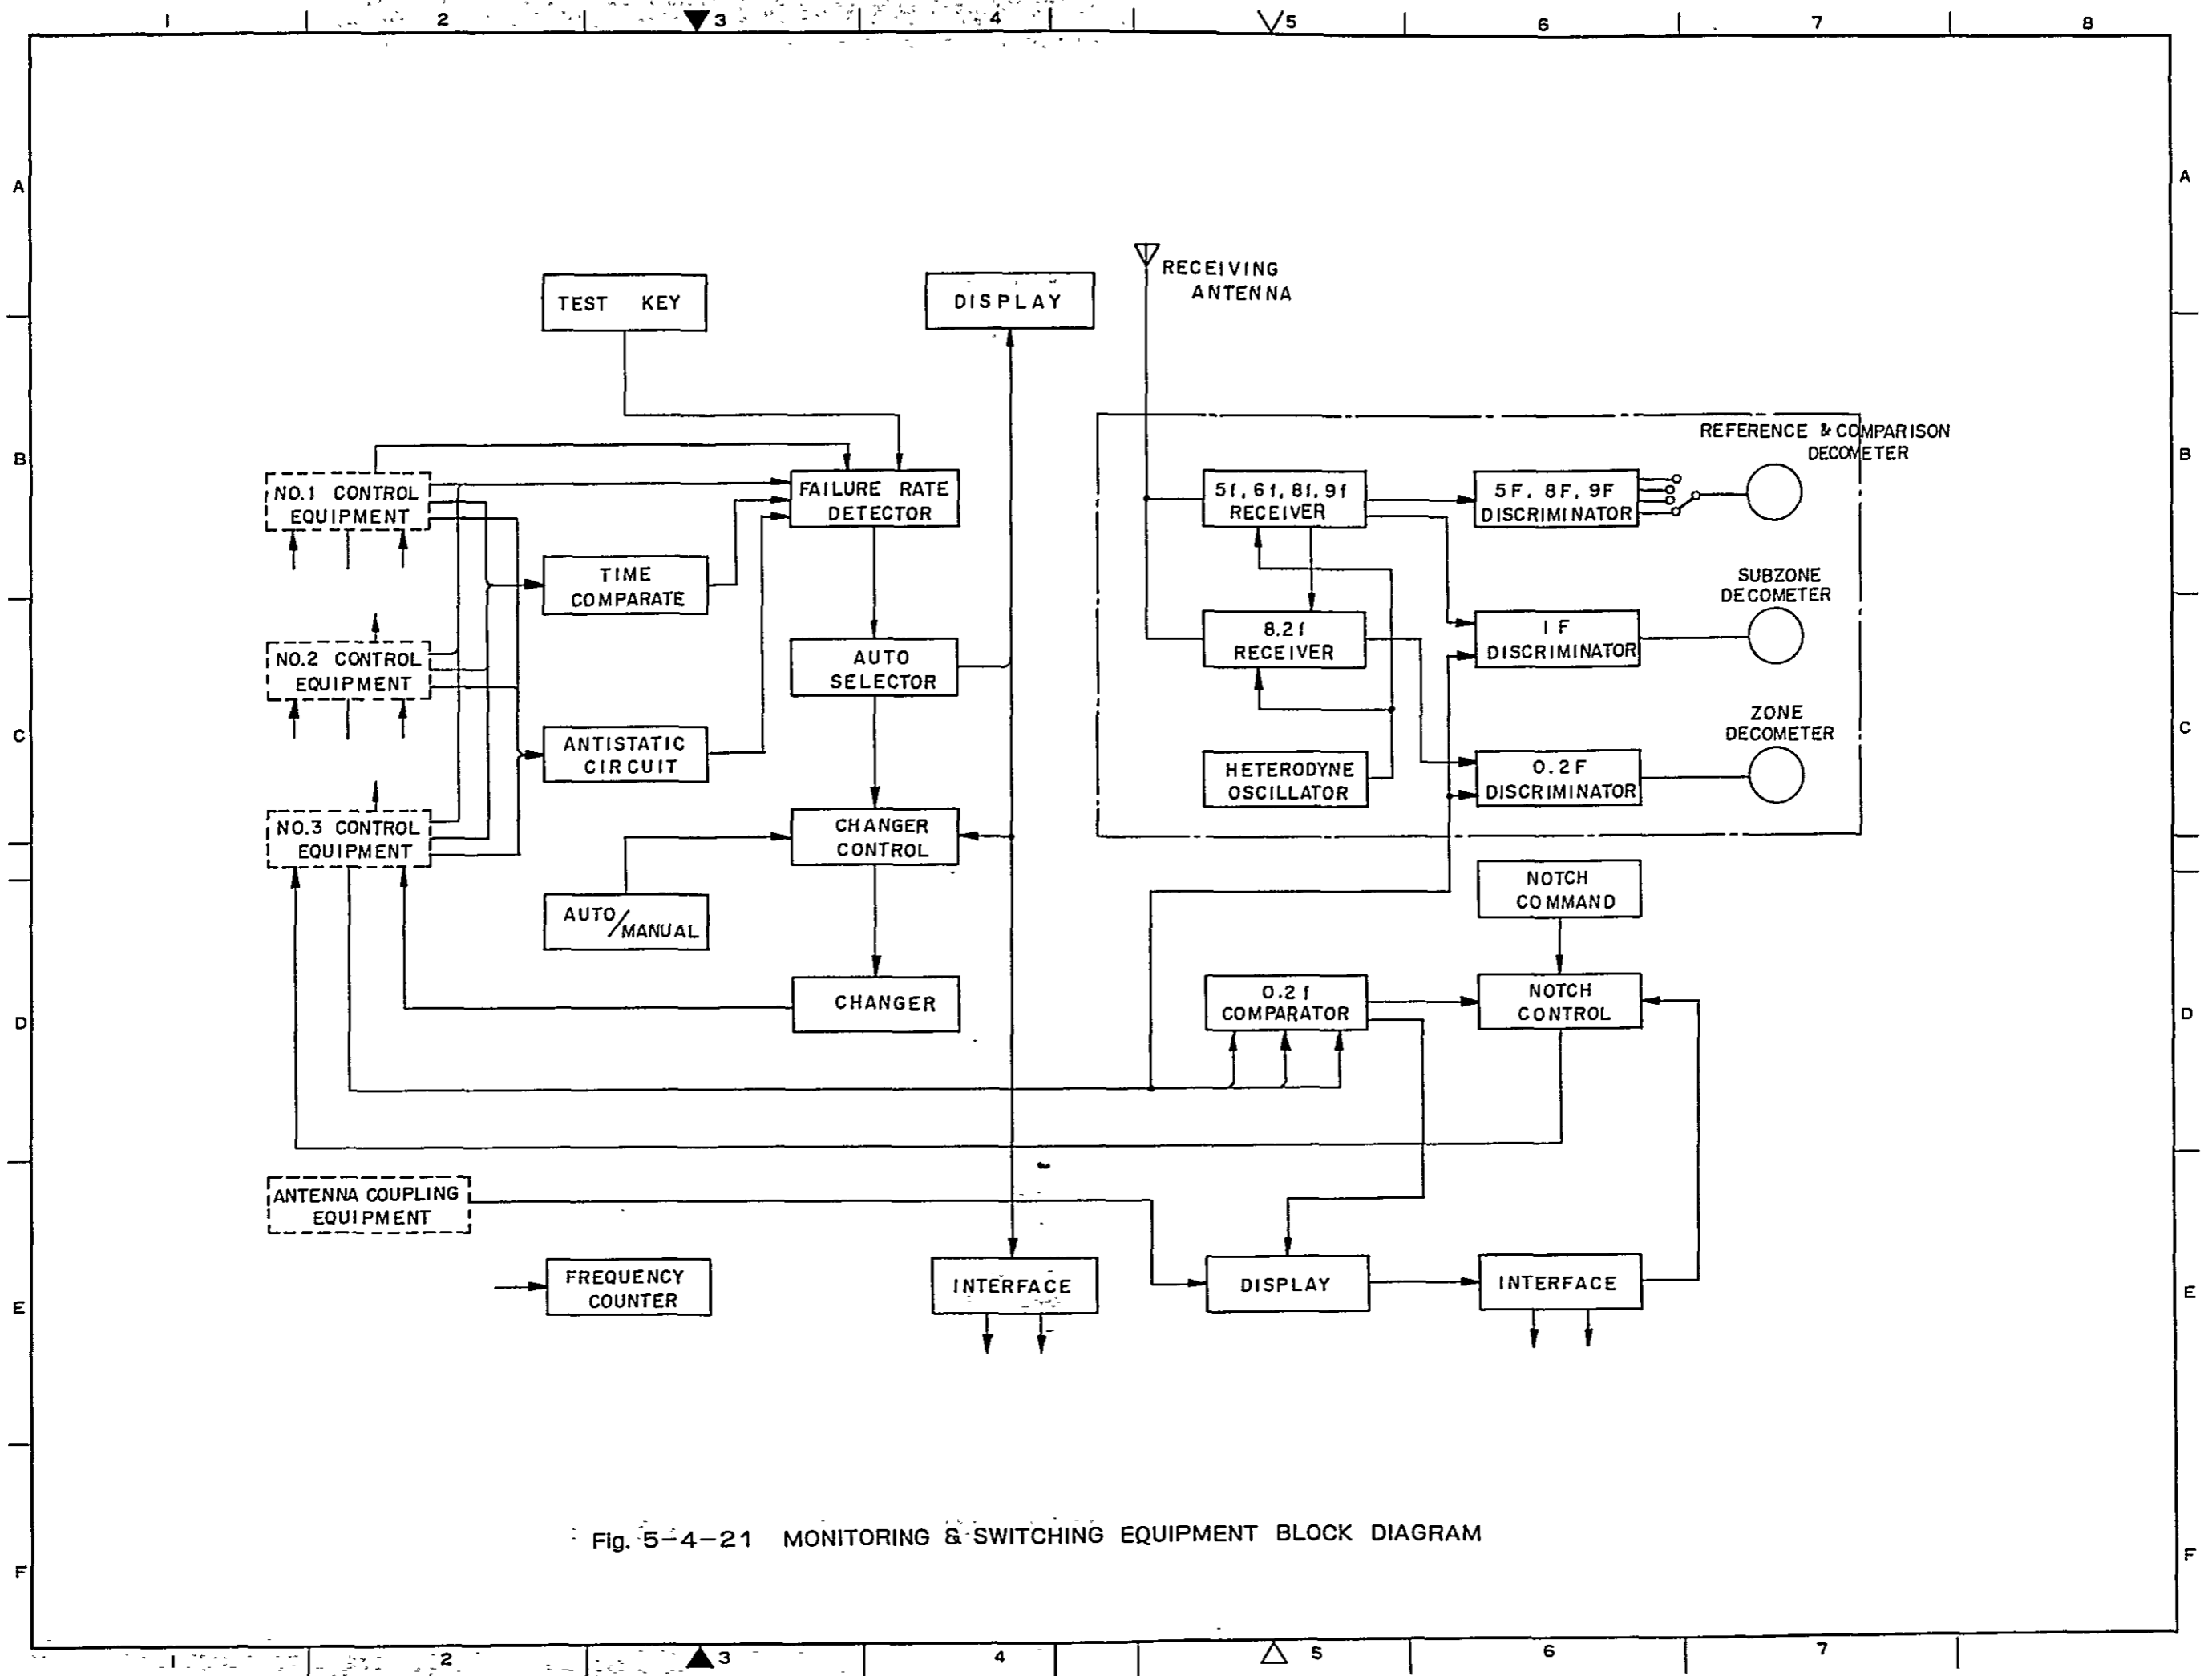 1 2 3 4 5 6 7 8
A A
RECEIVING
ANTENNA
TEST KEY
DISPLAY
B B
REFERENCE & COMPARISON
DECOMETER
NO.1 CONTROL
EQUIPMENT
FAILURE RATE
DETECTOR
5f, 6f, 8f, 9f
RECEIVER
5F, 8F, 9F
DISCRIMINATOR
TIME
COMPARATE
SUBZONE
DECOMETER
NO.2 CONTROL
EQUIPMENT
AUTO
SELECTOR
8.2f
RECEIVER
1F
DISCRIMINATOR
C C
ZONE
DECOMETER
ANTISTATIC
CIRCUIT
HETERODYNE
OSCILLATOR
0.2F
DISCRIMINATOR
NO.3 CONTROL
EQUIPMENT
CHANGER
CONTROL
NOTCH
COMMAND
AUTO/MANUAL
CHANGER
0.2f
COMPARATOR
NOTCH
CONTROL
D D
ANTENNA COUPLING
EQUIPMENT
FREQUENCY
COUNTER
INTERFACE
DISPLAY
INTERFACE
E E
Fig. 5-4-21 MONITORING & SWITCHING EQUIPMENT BLOCK DIAGRAM
F F
1 2 3 4 5 6 7